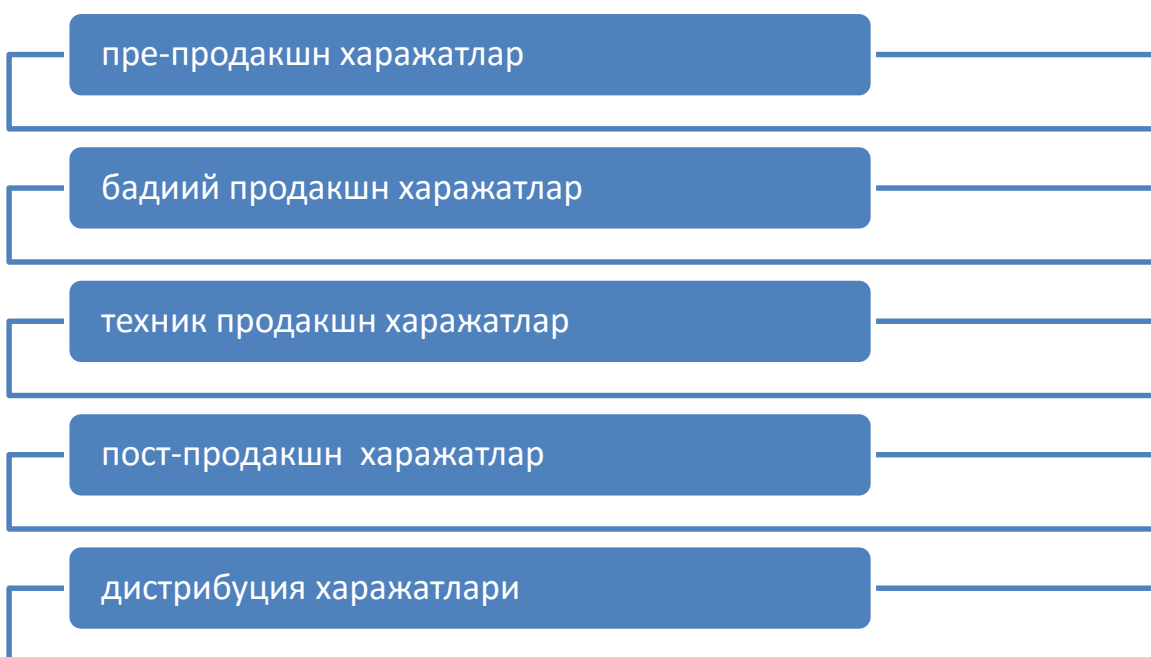 пре-продакшн харажатлар
бадиий продакшн харажатлар
техник продакшн харажатлар
пост-продакшн  харажатлар
дистрибуция харажатлари